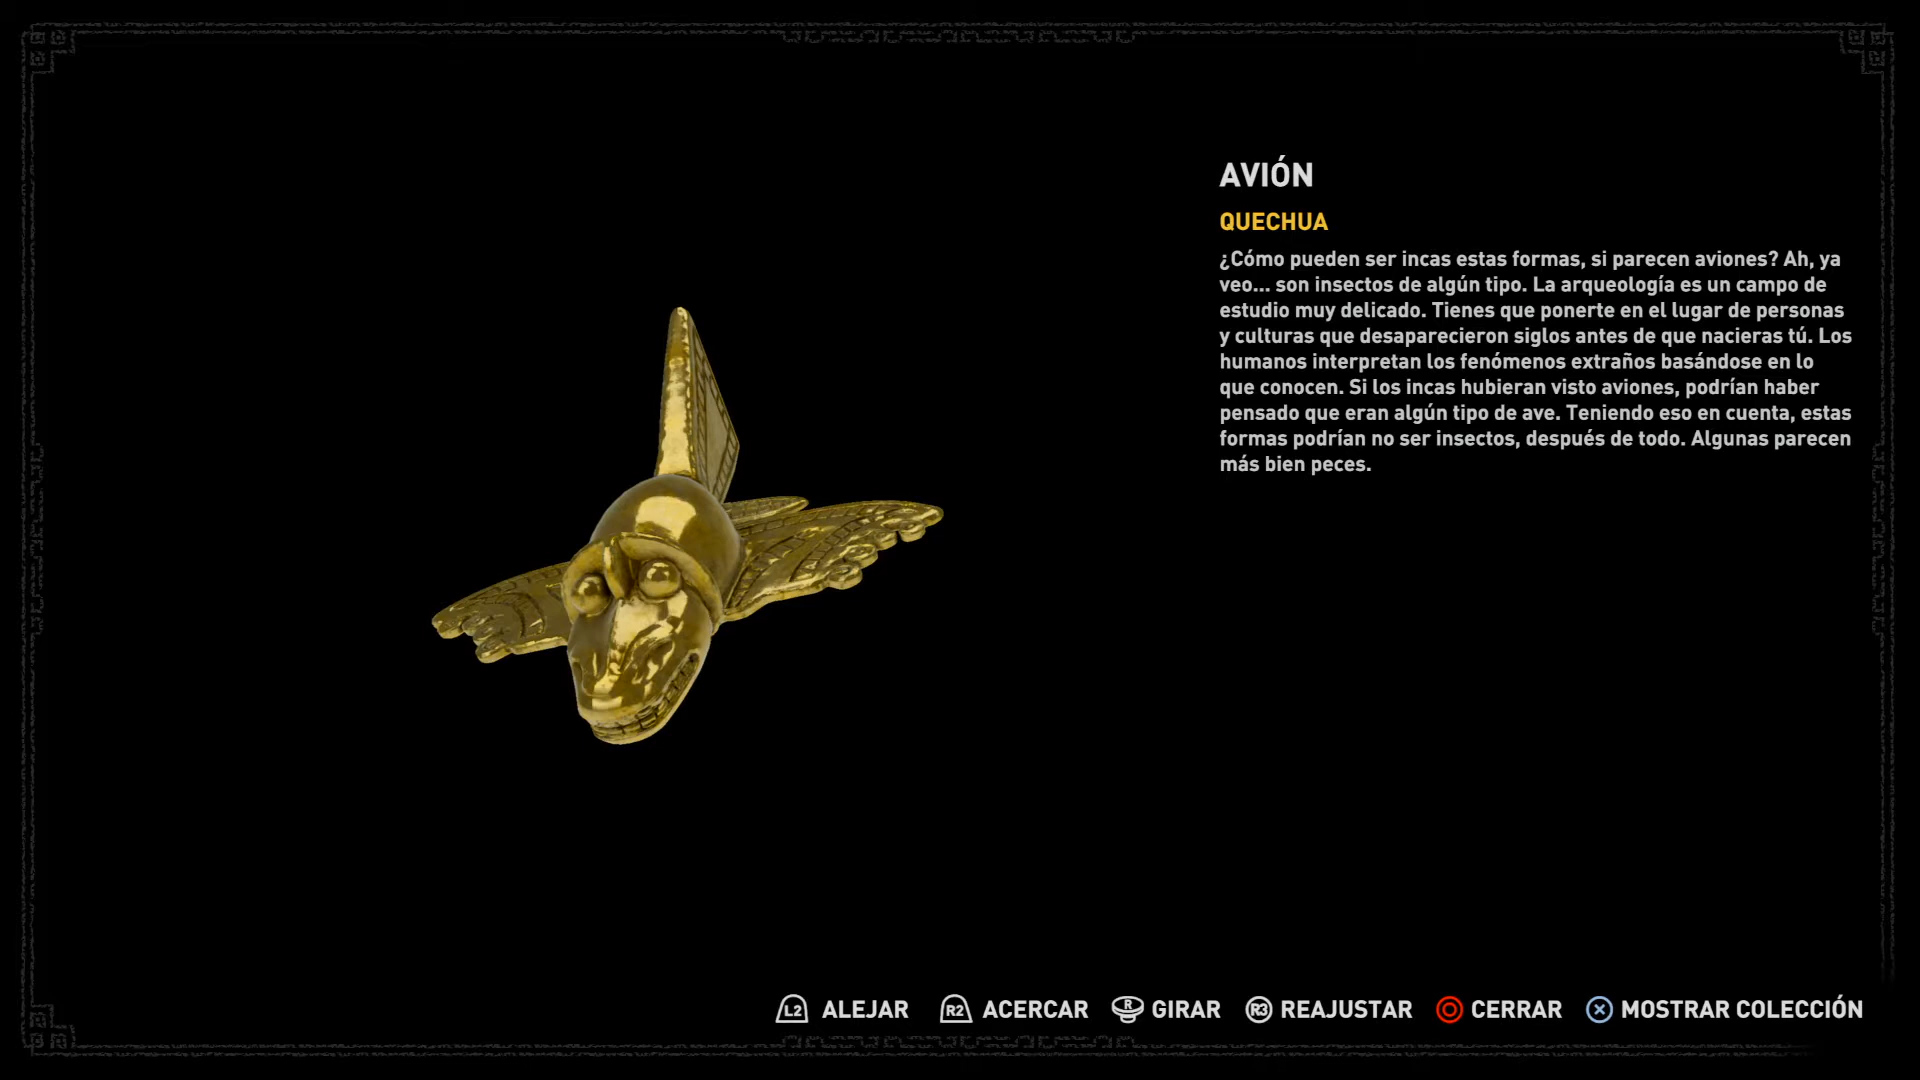 AVIÓN
QUECHUA
¿Cómo pueden ser incas estas formas, si parecen aviones? Ah, ya
veo... son insectos de algún tipo. La arqueología es un campo de
estudio muy delicado. Tienes que ponerte en el lugar de personas
y culturas que desaparecieron siglos antes de que nacieras tú. Los
humanos interpretan los fenómenos extraños basándose en lo
que conocen. Si los incas hubieran visto aviones, podrían haber
pensado que eran algún tipo de ave. Teniendo eso en cuenta, estas
formas podrían no ser insectos, después de todo. Algunas parecen
más bien peces.
L2 ALEJAR R2 ACERCAR R GIRAR R3 REAJUSTAR CERRAR MOSTRAR COLECCIÓN